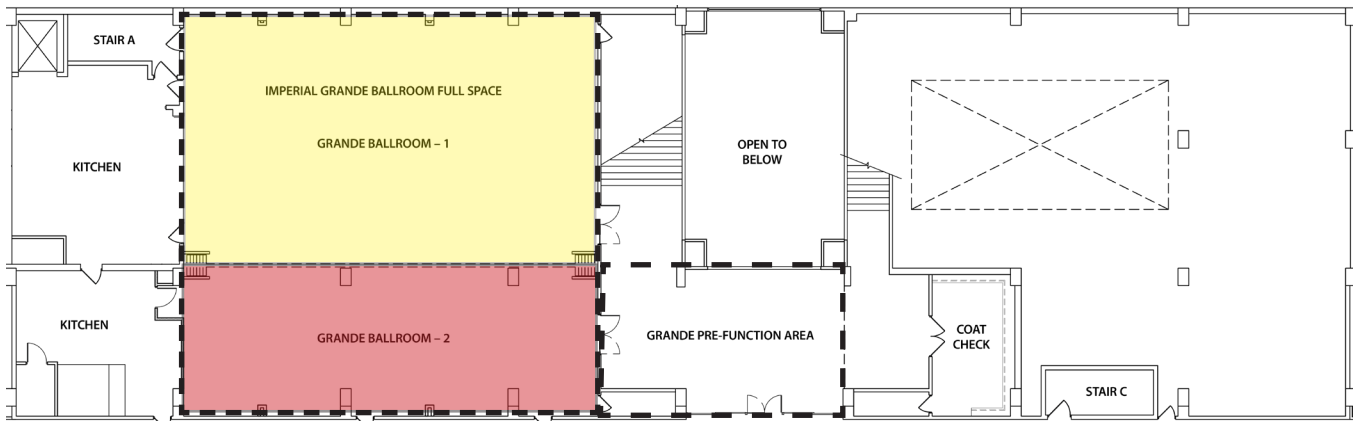 STAIR A
IMPERIAL GRANDE BALLROOM FULL SPACE
GRANDE BALLROOM – 1
KITCHEN
OPEN TO
BELOW
KITCHEN
GRANDE BALLROOM – 2
GRANDE PRE-FUNCTION AREA
COAT
CHECK
STAIR C